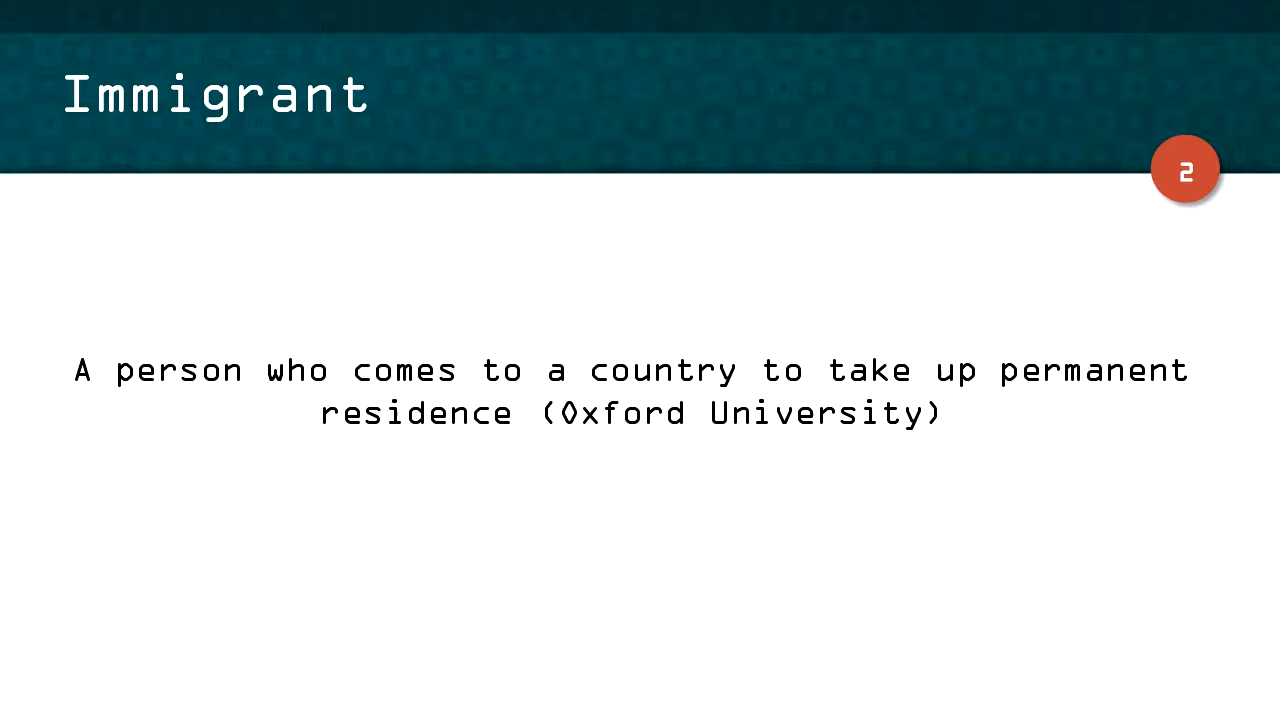 Immigrant
2
A person who comes to a country to take up permanent
residence (Oxford University)